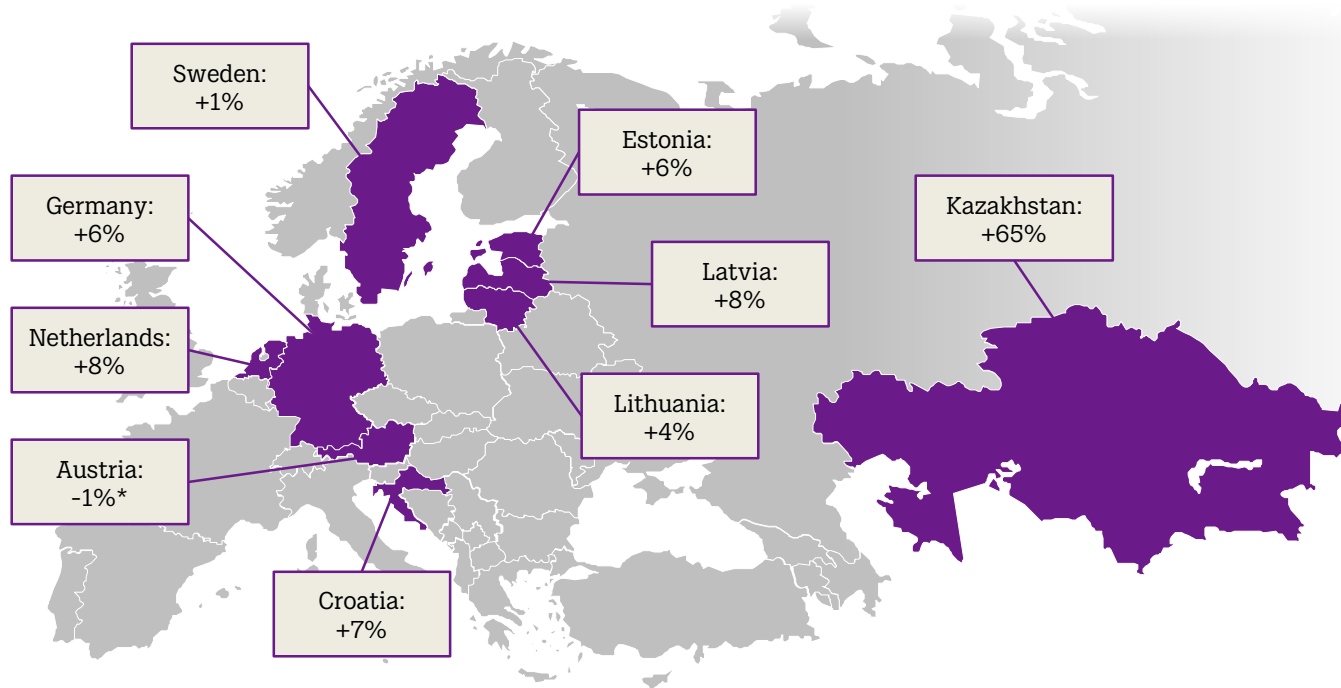 Sweden:
+1%
Estonia:
+6%
Germany:
+6%
Kazakhstan:
+65%
Latvia:
+8%
Netherlands:
+8%
Lithuania:
+4%
Austria:
-1%*
Croatia:
+7%